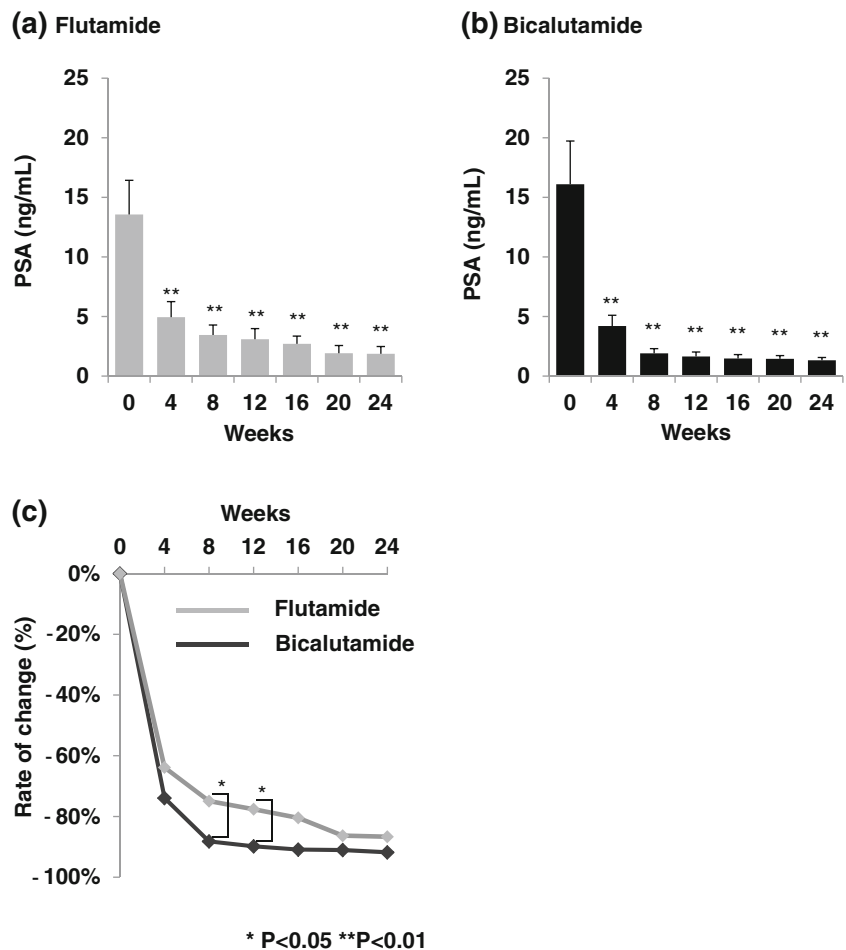 (a) Flutamide
25
20
15
10
5
0
PSA (ng/mL)
** ** ** ** ** **
0 4 8 12 16 20 24
Weeks
(b) Bicalutamide
25
20
15
10
5
0
PSA (ng/mL)
** ** ** ** ** **
0 4 8 12 16 20 24
Weeks
(c)
Weeks
0 4 8 12 16 20 24
0%
-20%
-40%
-60%
-80%
-100%
Rate of change (%)
Flutamide
Bicalutamide
* *
* P<0.05 **P<0.01